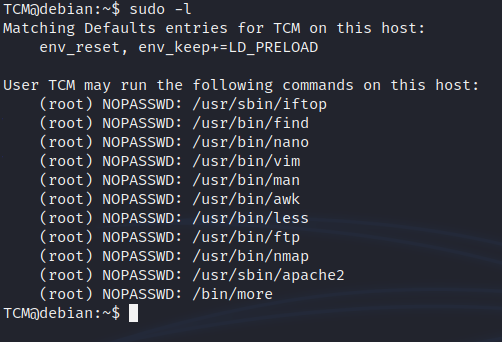 TCM@debian:~$ sudo -l
Matching Defaults entries for TCM on this host:
    env_reset, env_keep+=LD_PRELOAD

User TCM may run the following commands on this host:
    (root) NOPASSWD: /usr/sbin/iftop
    (root) NOPASSWD: /usr/bin/find
    (root) NOPASSWD: /usr/bin/nano
    (root) NOPASSWD: /usr/bin/vim
    (root) NOPASSWD: /usr/bin/man
    (root) NOPASSWD: /usr/bin/awk
    (root) NOPASSWD: /usr/bin/less
    (root) NOPASSWD: /usr/bin/ftp
    (root) NOPASSWD: /usr/bin/nmap
    (root) NOPASSWD: /usr/sbin/apache2
    (root) NOPASSWD: /bin/more
TCM@debian:~$